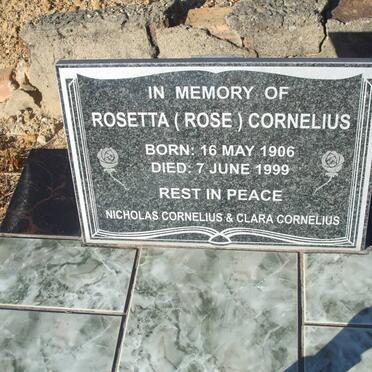 IN MEMORY OF
ROSETTA ( ROSE ) CORNELIUS
BORN: 16 MAY 1906
DIED: 7 JUNE 1999
REST IN PEACE
NICHOLAS CORNELIUS & CLARA CORNELIUS